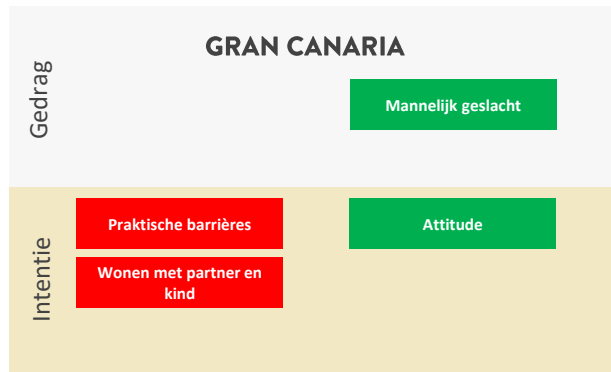 GRAN CANARIA
Gedrag
Mannelijk geslacht
Intentie
Praktische barrières
Attitude
Wonen met partner en
kind